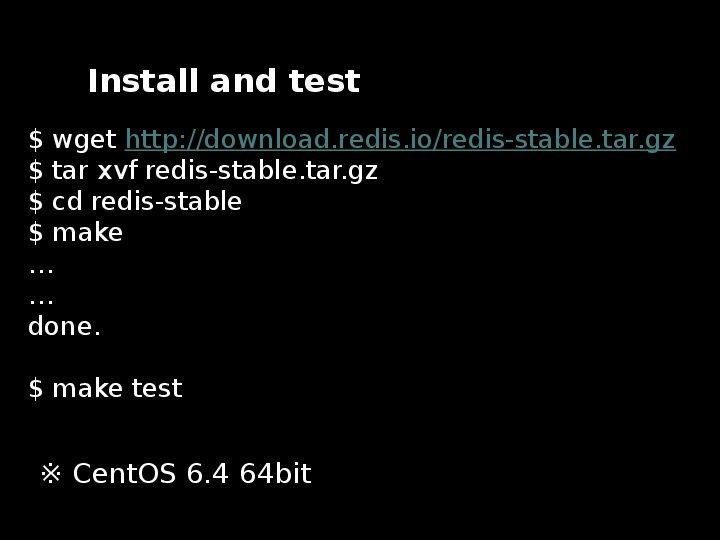 Install and test
$ wget http://download.redis.io/redis-stable.tar.gz
$ tar xvf redis-stable.tar.gz
$ cd redis-stable
$ make
…
…
done.
$ make test
※ CentOS 6.4 64bit